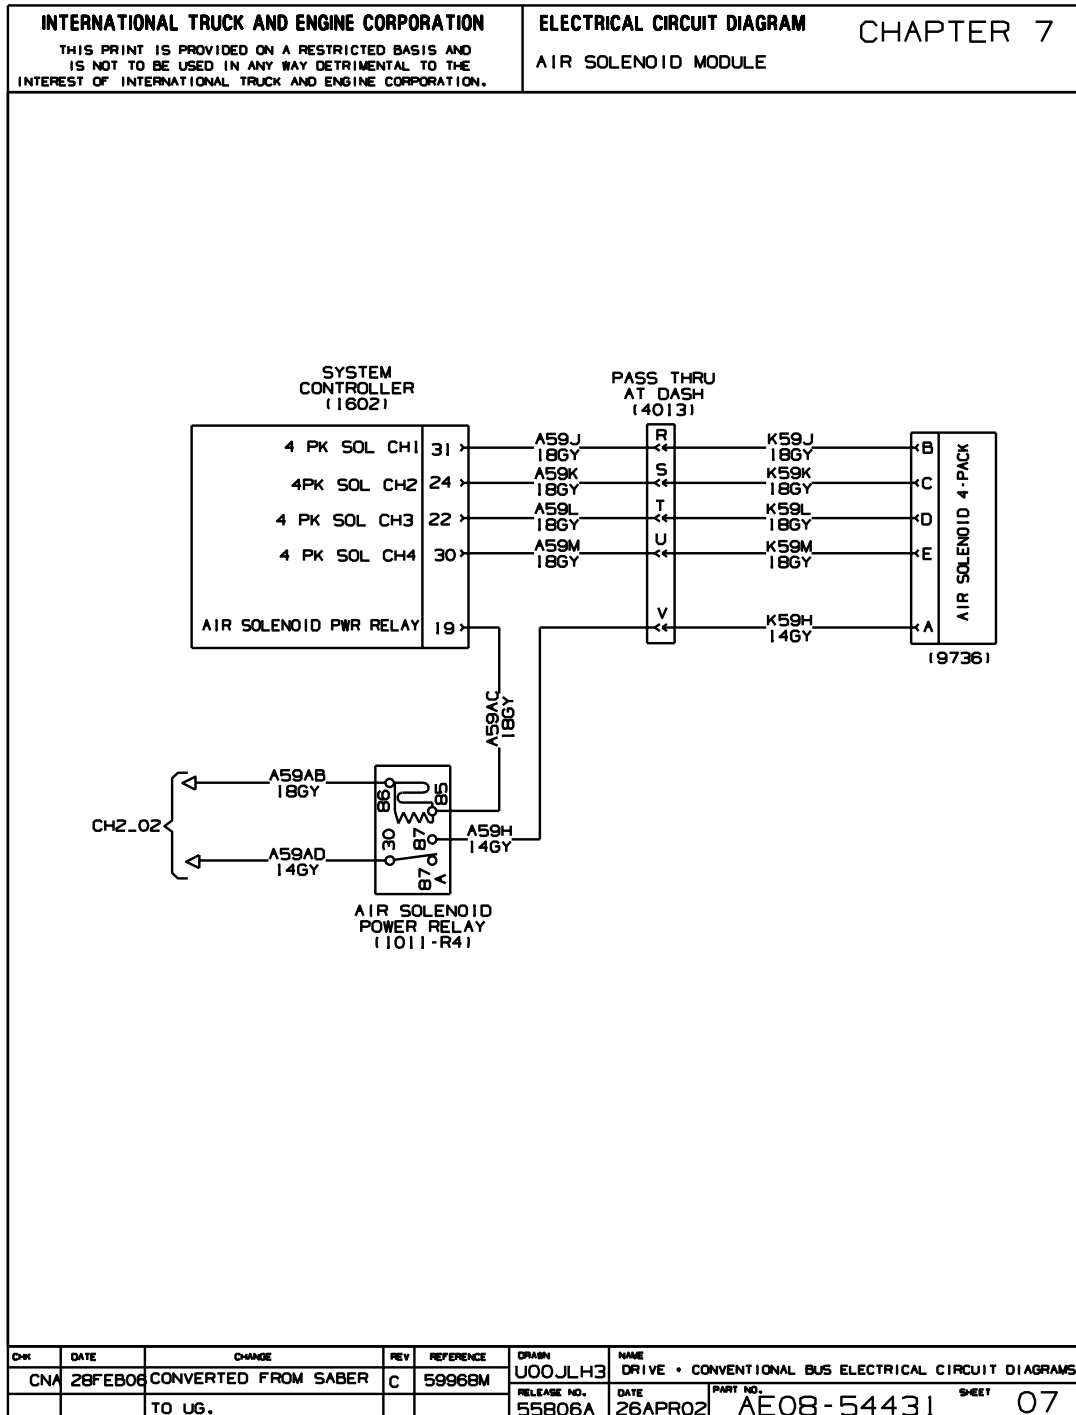 INTERNATIONAL TRUCK AND ENGINE CORPORATION
THIS PRINT IS PROVIDED ON A RESTRICTED BASIS AND
IS NOT TO BE USED IN ANY WAY DETRIMENTAL TO THE
INTEREST OF INTERNATIONAL TRUCK AND ENGINE CORPORATION.
ELECTRICAL CIRCUIT DIAGRAM
AIR SOLENOID MODULE
CHAPTER 7
SYSTEM
CONTROLLER
(1602)
PASS THRU
AT DASH
(4013)
4 PK SOL CH1 31
A59J
18GY
R
K59J
18GY
B
4PK SOL CH2 24
A59K
18GY
S
K59K
18GY
C
4 PK SOL CH3 22
A59L
18GY
T
K59L
18GY
D
4 PK SOL CH4 30
A59M
18GY
U
K59M
18GY
E
AIR SOLENOID PWR RELAY 19
V
K59H
14GY
A
AIR SOLENOID 4-PACK
(9736)
A59AC
18GY
CH2_02
A59AB
18GY
A59AD
14GY
86
85
30
87
87
A
A59H
14GY
AIR SOLENOID
POWER RELAY
(1011-R4)
CHK DATE CHANGE REV REFERENCE
CNA 28FEB06 CONVERTED FROM SABER C 59968M
TO UG.
DRAWN
U00JLH3
NAME
DRIVE • CONVENTIONAL BUS ELECTRICAL CIRCUIT DIAGRAMS
RELEASE NO.
55806A
DATE
26APR02
PART NO.
AE08-54431
SHEET 07